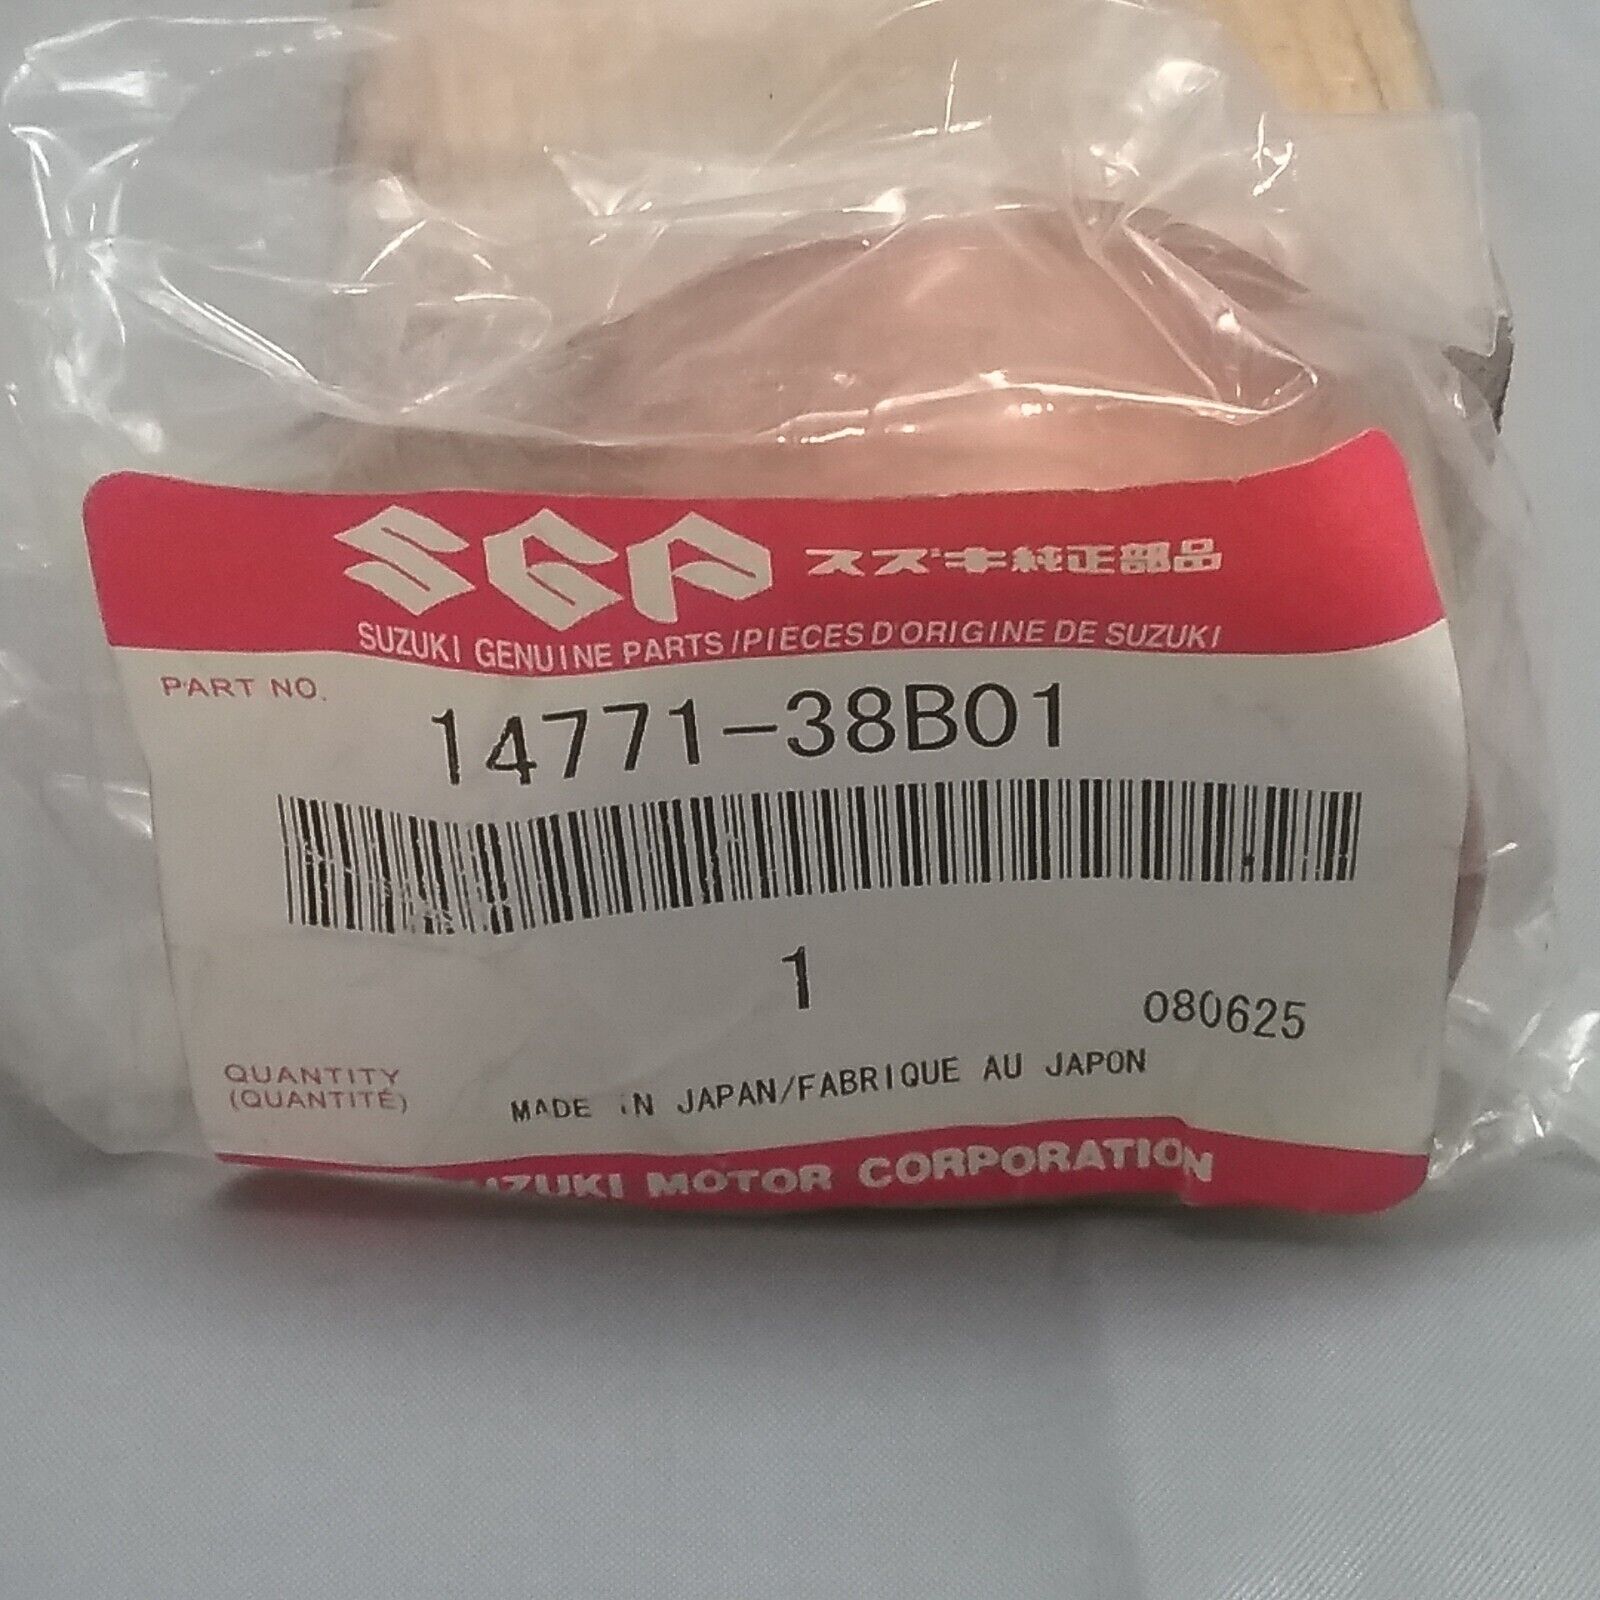 SGP スズキ純正部品
SUZUKI GENUINE PARTS/PIECES D'ORIGINE DE SUZUKI
PART NO.
14771-38B01
1
080625
QUANTITY
(QUANTITÉ)
MADE IN JAPAN/FABRIQUE AU JAPON
SUZUKI MOTOR CORPORATION